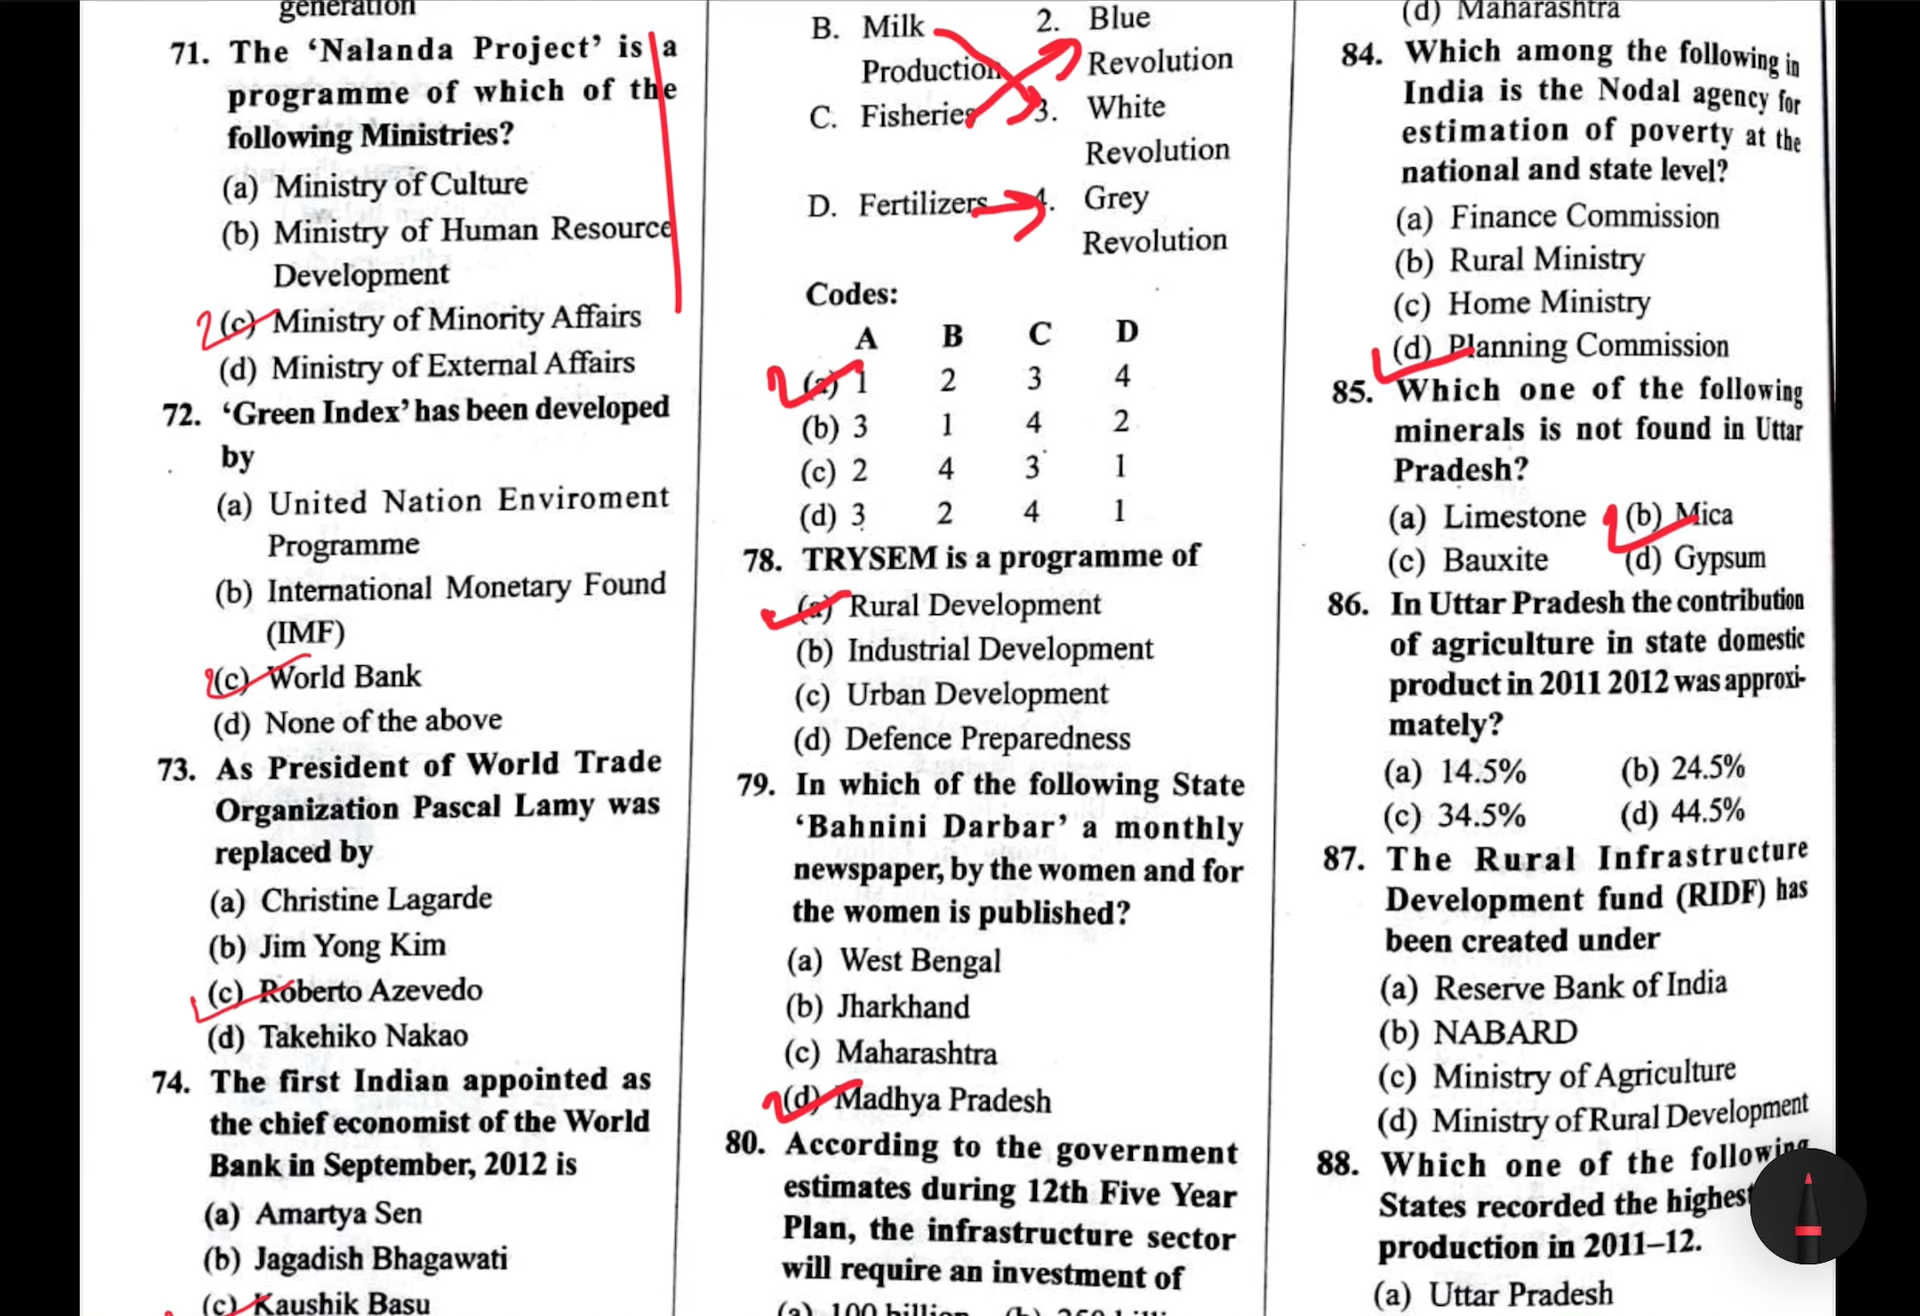 generation
71. The ‘Nalanda Project’ is a
programme of which of the
following Ministries?
(a) Ministry of Culture
(b) Ministry of Human Resource
Development
(c) Ministry of Minority Affairs
(d) Ministry of External Affairs
72. ‘Green Index’ has been developed
by
(a) United Nation Enviroment
Programme
(b) International Monetary Found
(IMF)
(c) World Bank
(d) None of the above
73. As President of World Trade
Organization Pascal Lamy was
replaced by
(a) Christine Lagarde
(b) Jim Yong Kim
(c) Roberto Azevedo
(d) Takehiko Nakao
74. The first Indian appointed as
the chief economist of the World
Bank in September, 2012 is
(a) Amartya Sen
(b) Jagadish Bhagawati
(c) Kaushik Basu
B. Milk 2. Blue
Production Revolution
C. Fisheries 3. White
Revolution
D. Fertilizers 4. Grey
Revolution
Codes:
A B C D
(a) 1 2 3 4
(b) 3 1 4 2
(c) 2 4 3 1
(d) 3 2 4 1
78. TRYSEM is a programme of
(a) Rural Development
(b) Industrial Development
(c) Urban Development
(d) Defence Preparedness
79. In which of the following State
‘Bahnini Darbar’ a monthly
newspaper, by the women and for
the women is published?
(a) West Bengal
(b) Jharkhand
(c) Maharashtra
(d) Madhya Pradesh
80. According to the government
estimates during 12th Five Year
Plan, the infrastructure sector
will require an investment of
(a) 100 billion
(d) Maharashtra
84. Which among the following in
India is the Nodal agency for
estimation of poverty at the
national and state level?
(a) Finance Commission
(b) Rural Ministry
(c) Home Ministry
(d) Planning Commission
85. Which one of the following
minerals is not found in Uttar
Pradesh?
(a) Limestone (b) Mica
(c) Bauxite (d) Gypsum
86. In Uttar Pradesh the contribution
of agriculture in state domestic
product in 2011 2012 was approxi-
mately?
(a) 14.5% (b) 24.5%
(c) 34.5% (d) 44.5%
87. The Rural Infrastructure
Development fund (RIDF) has
been created under
(a) Reserve Bank of India
(b) NABARD
(c) Ministry of Agriculture
(d) Ministry of Rural Development
88. Which one of the following
States recorded the highest
production in 2011–12.
(a) Uttar Pradesh